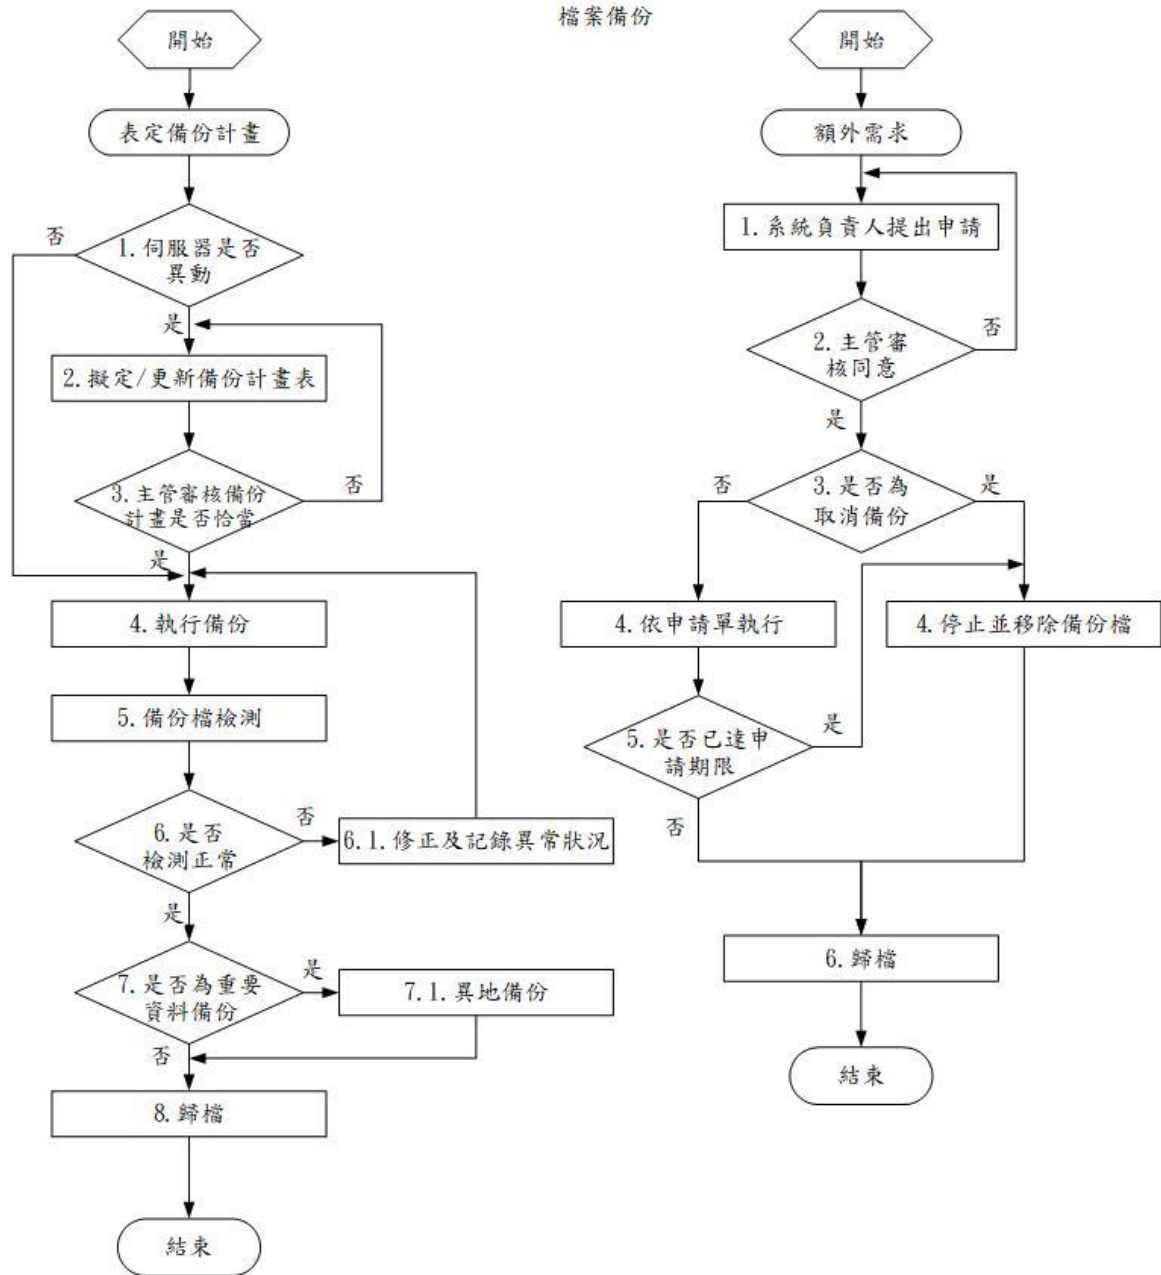 檔案備份
開始
表定備份計畫
否
1.伺服器是否
異動
是
2.擬定/更新備份計畫表
3.主管審核備份
計畫是否恰當
否
是
4.執行備份
5.備份檔檢測
6.是否
檢測正常
否
6.1.修正及記錄異常狀況
是
7.是否為重要
資料備份
是
7.1.異地備份
否
8.歸檔
結束
開始
額外需求
1.系統負責人提出申請
2.主管審
核同意
否
是
否
3.是否為
取消備份
是
4.依申請單執行
4.停止並移除備份檔
5.是否已達申
請期限
是
否
6.歸檔
結束